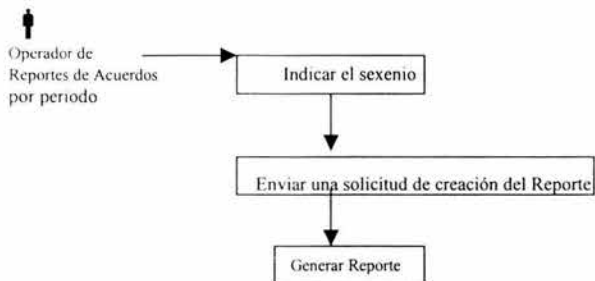 Operador de
Reportes de Acuerdos
por periodo
Indicar el sexenio
Enviar una solicitud de creación del Reporte
Generar Reporte